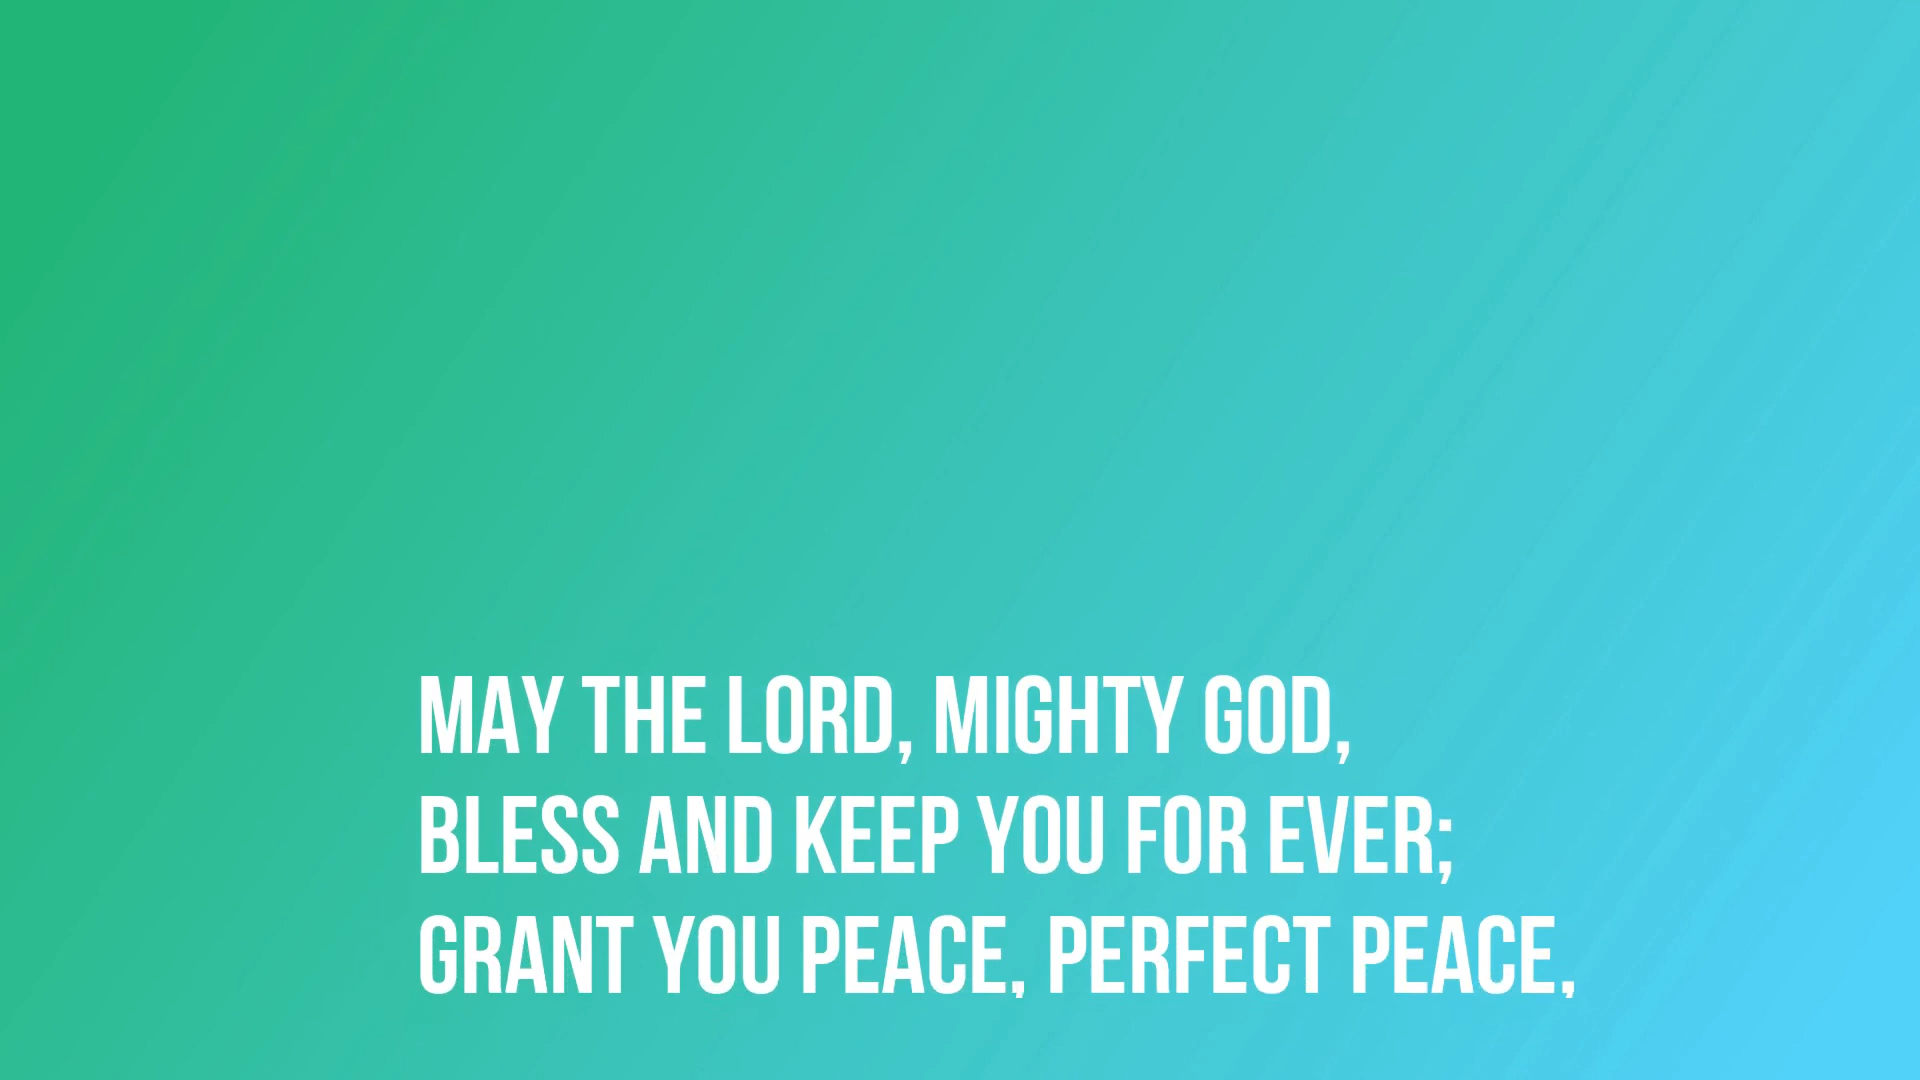 MAY THE LORD, MIGHTY GOD,
BLESS AND KEEP YOU FOR EVER;
GRANT YOU PEACE, PERFECT PEACE,